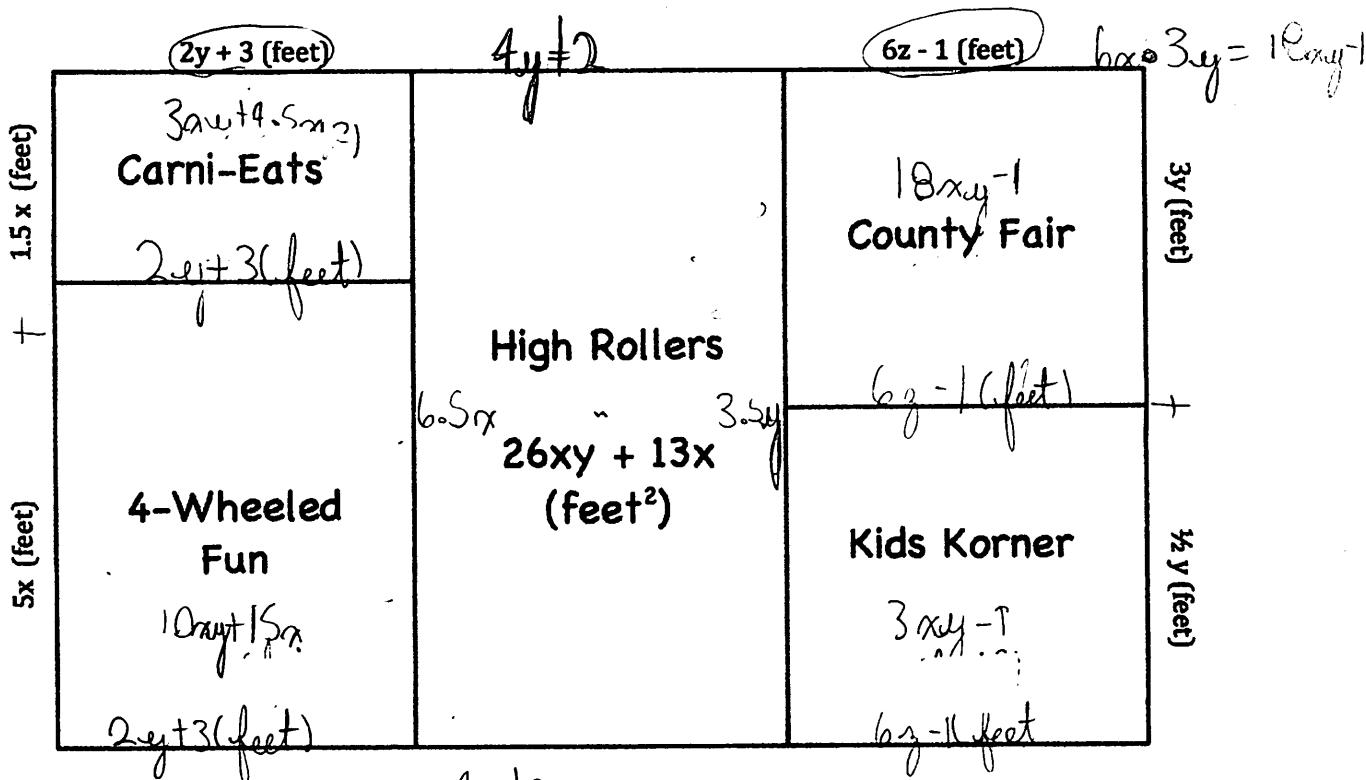 2y + 3 (feet)
4y+2
6z - 1 (feet)
6x•3y = 18xy-1
1.5 x (feet)
Carni-Eats
2y+3(feet)
+
5x (feet)
4-Wheeled
Fun
10xy+15x
2y+3(feet)
High Rollers
6.5x
3.5y
26xy + 13x
(feet²)
18xy-1
County Fair
3y (feet)
6z-1(feet)
+
Kids Korner
½ y (feet)
3xy-1
6z-1(feet